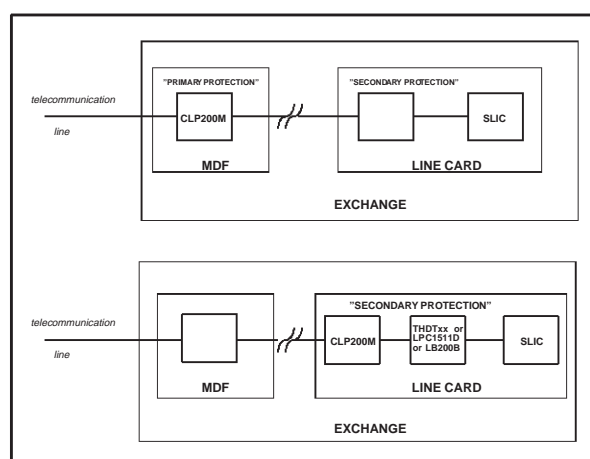 "PRIMARY PROTECTION"
"SECONDARY PROTECTION"
telecommunication
CLP200M
SLIC
line
MDF
LINE CARD
EXCHANGE
"SECONDARY PROTECTION"
telecommunication
CLP200M
THDTxx or
LPC1511D
or LB200B
SLIC
line
MDF
LINE CARD
EXCHANGE